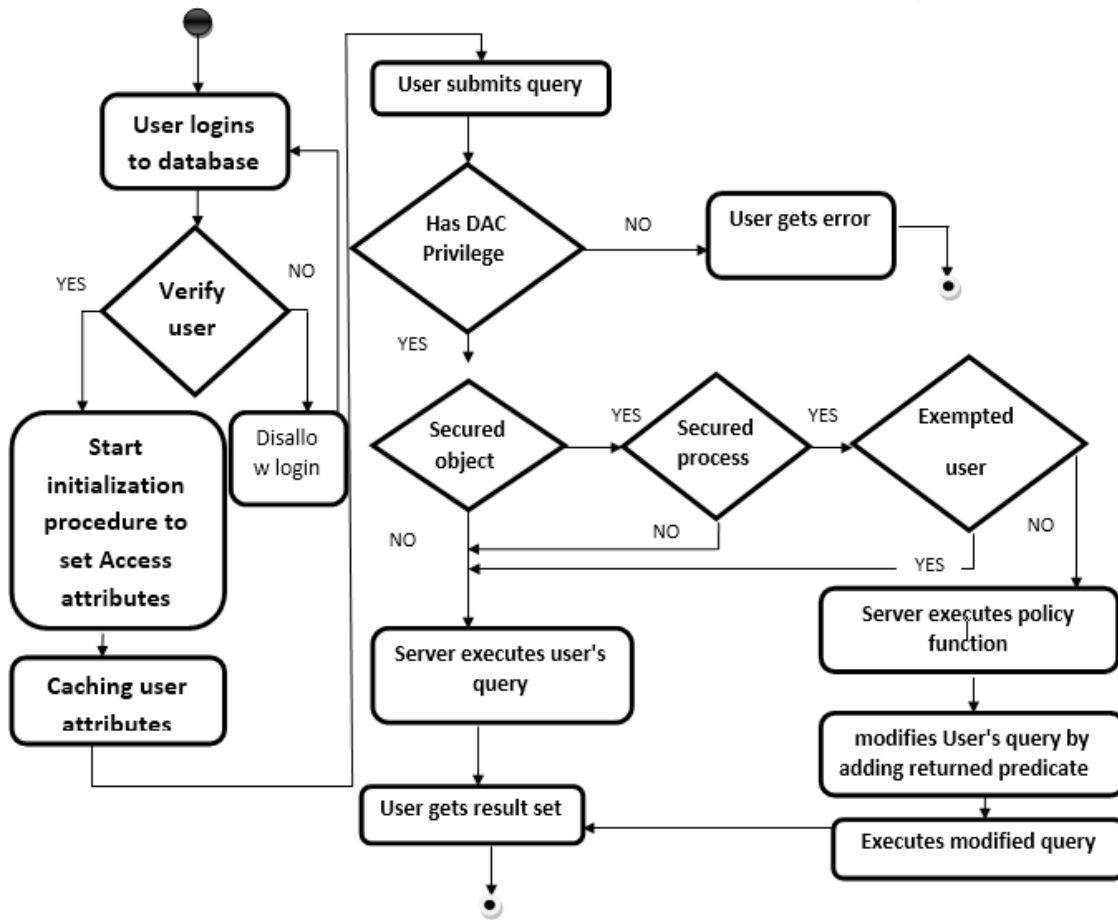 User logins
to database
YES
NO
Verify
user
Start
initialization
procedure to
set Access
attributes
Disallo
w login
Caching user
attributes
User submits query
Has DAC
Privilege
NO
User gets error
YES
Secured
object
YES
Secured
process
YES
Exempted
user
NO
NO
YES
NO
Server executes user's
query
Server executes policy
function
modifies User's query by
adding returned predicate
User gets result set
Executes modified query